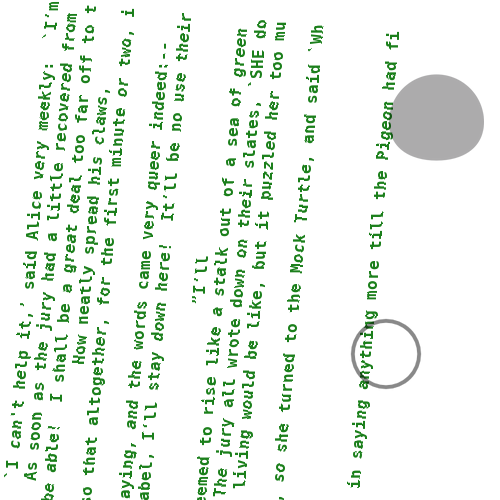 `I can't help it,' said Alice very meekly: `I'm
As soon as the jury had a little recovered from
be able! I shall be a great deal too far off to t
How neatly spread his claws,
so that altogether, for the first minute or two, i
aying, and the words came very queer indeed:--
abel, I'll stay down here! It'll be no use their
"I'll
eemed to rise like a stalk out of a sea of green
The jury all wrote down on their slates, `SHE do
living would be like, but it puzzled her too mu
, so she turned to the Mock Turtle, and said `Wh
in saying anything more till the Pigeon had fi